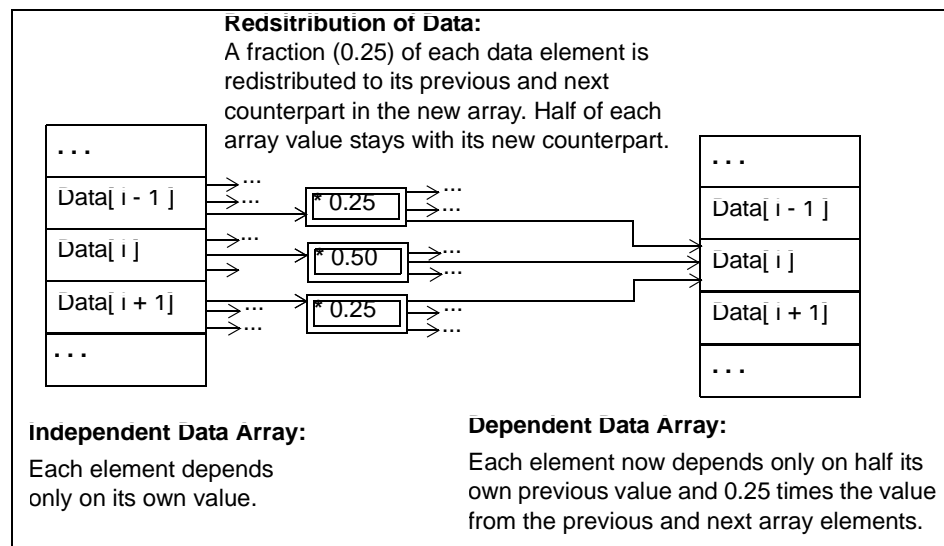 Redsitribution of Data:
A fraction (0.25) of each data element is
redistributed to its previous and next
counterpart in the new array. Half of each
array value stays with its new counterpart.
. . .
Data[ i - 1 ]
Data[ i ]
Data[ i + 1]
. . .
...
...
...
...
...
* 0.25
* 0.50
* 0.25
...
...
...
...
...
...
. . .
Data[ i - 1 ]
Data[ i ]
Data[ i + 1]
. . .
Independent Data Array:
Each element depends
only on its own value.
Dependent Data Array:
Each element now depends only on half its
own previous value and 0.25 times the value
from the previous and next array elements.